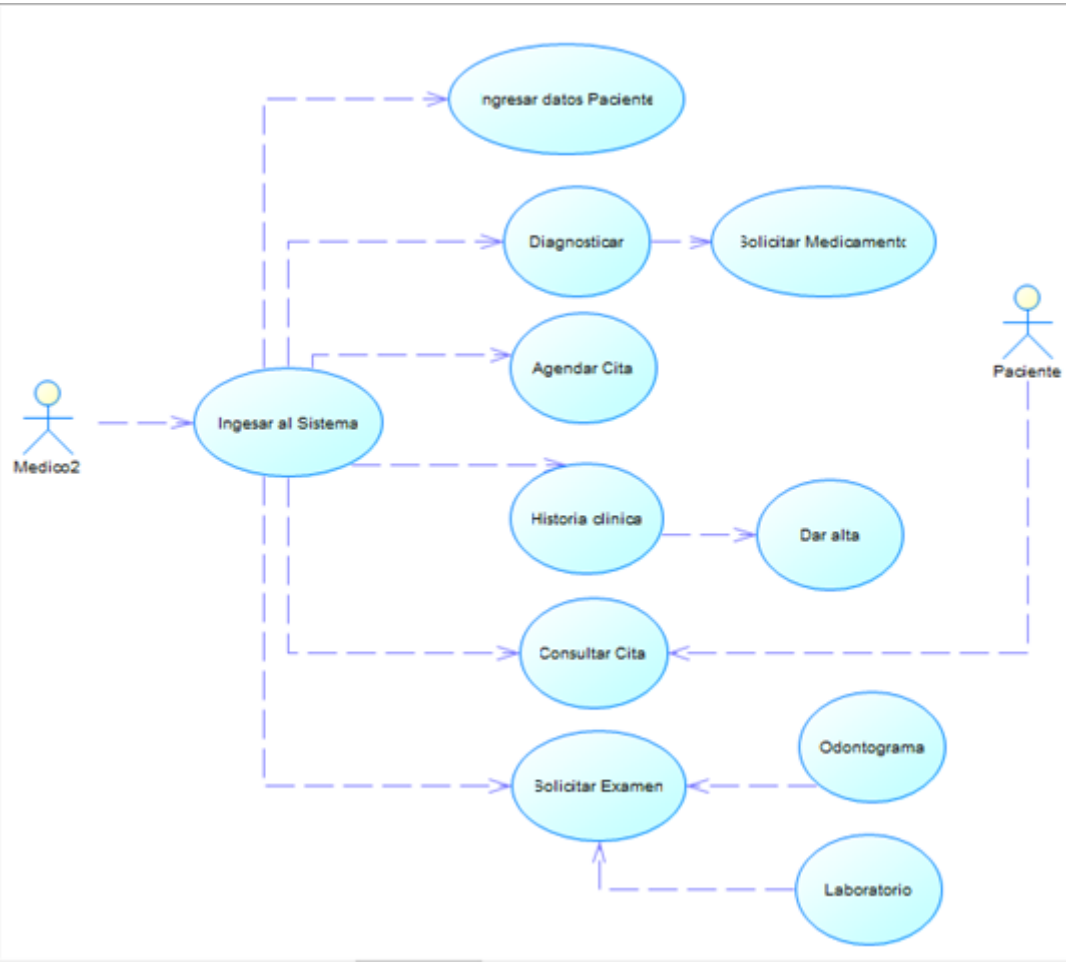 ngresar datos Paciente
Diagnosticar
Solicitar Medicamento
Agendar Cita
Paciente
Ingesar al Sistema
Medico2
Historia clinica
Dar alta
Consultar Cita
Odontograma
Solicitar Examen
Laboratorio